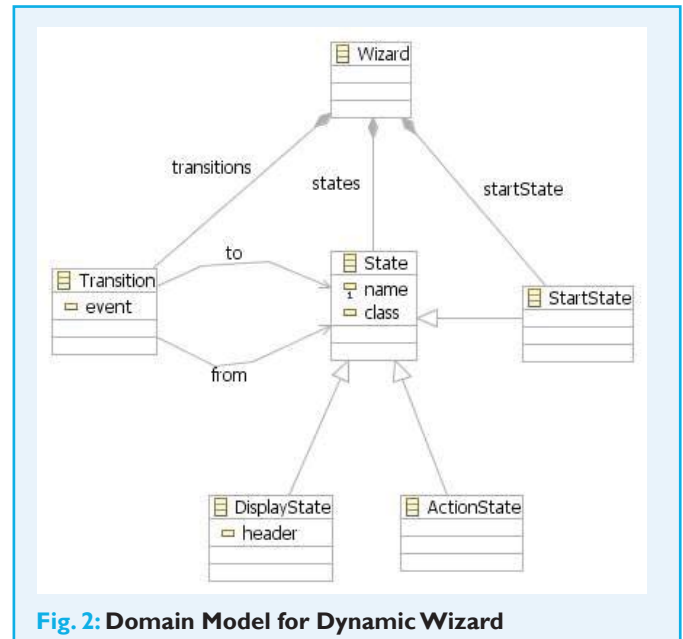 Wizard
transitions
states
startState
to
Transition
event
State
name
1
class
StartState
from
DisplayState
header
ActionState
Fig. 2: Domain Model for Dynamic Wizard